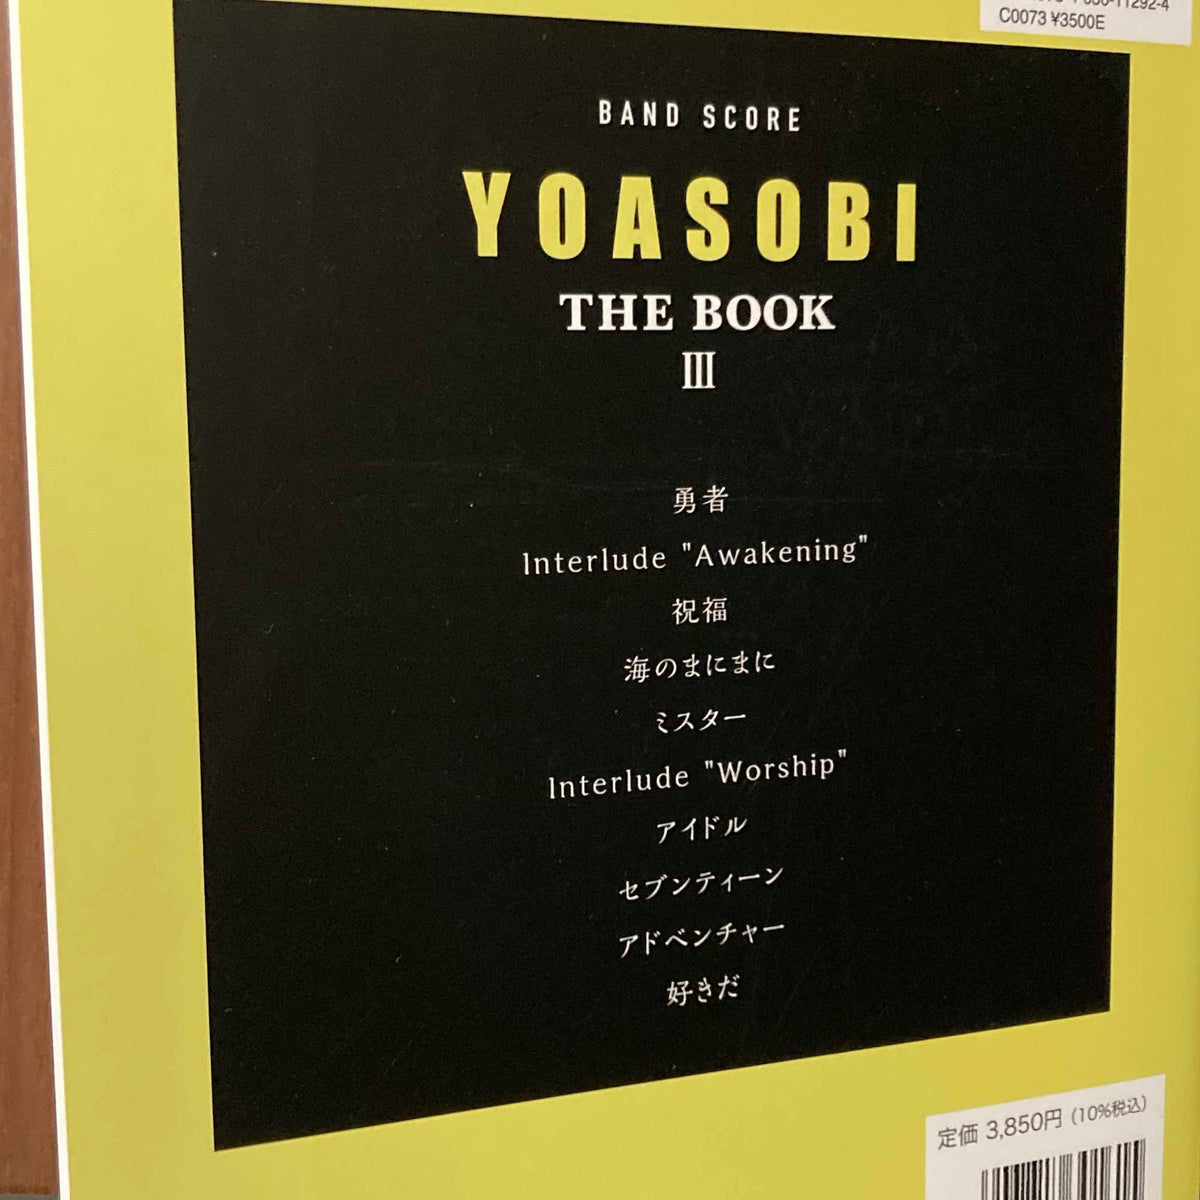 C0073 ¥3500E
BAND SCORE
YOASOBI
THE BOOK
Ⅲ
勇者
Interlude "Awakening"
祝福
海のまにまに
ミスター
Interlude "Worship"
アイドル
セブンティーン
アドベンチャー
好きだ
定価 3,850円 (10%税込)